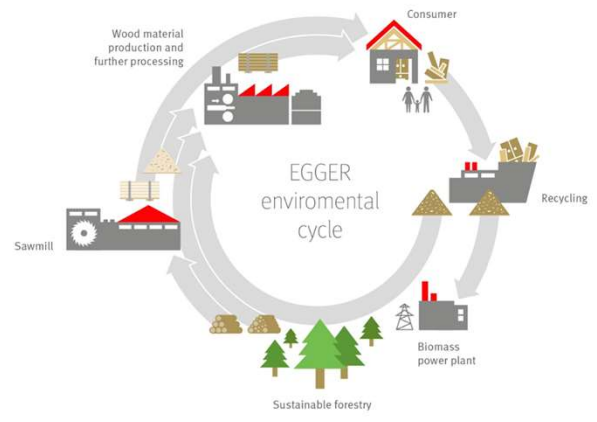 Consumer
Wood material
production and
further processing
EGGER
enviromental
cycle
Recycling
Sawmill
Biomass
power plant
Sustainable forestry